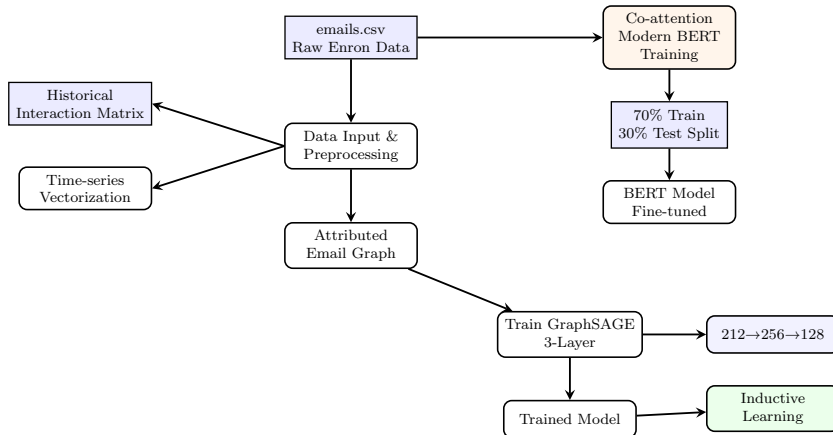 emails.csv
Raw Enron Data
Co-attention
Modern BERT
Training
Historical
Interaction Matrix
70% Train
30% Test Split
Data Input &
Preprocessing
Time-series
Vectorization
BERT Model
Fine-tuned
Attributed
Email Graph
Train GraphSAGE
3-Layer
212→256→128
Trained Model
Inductive
Learning